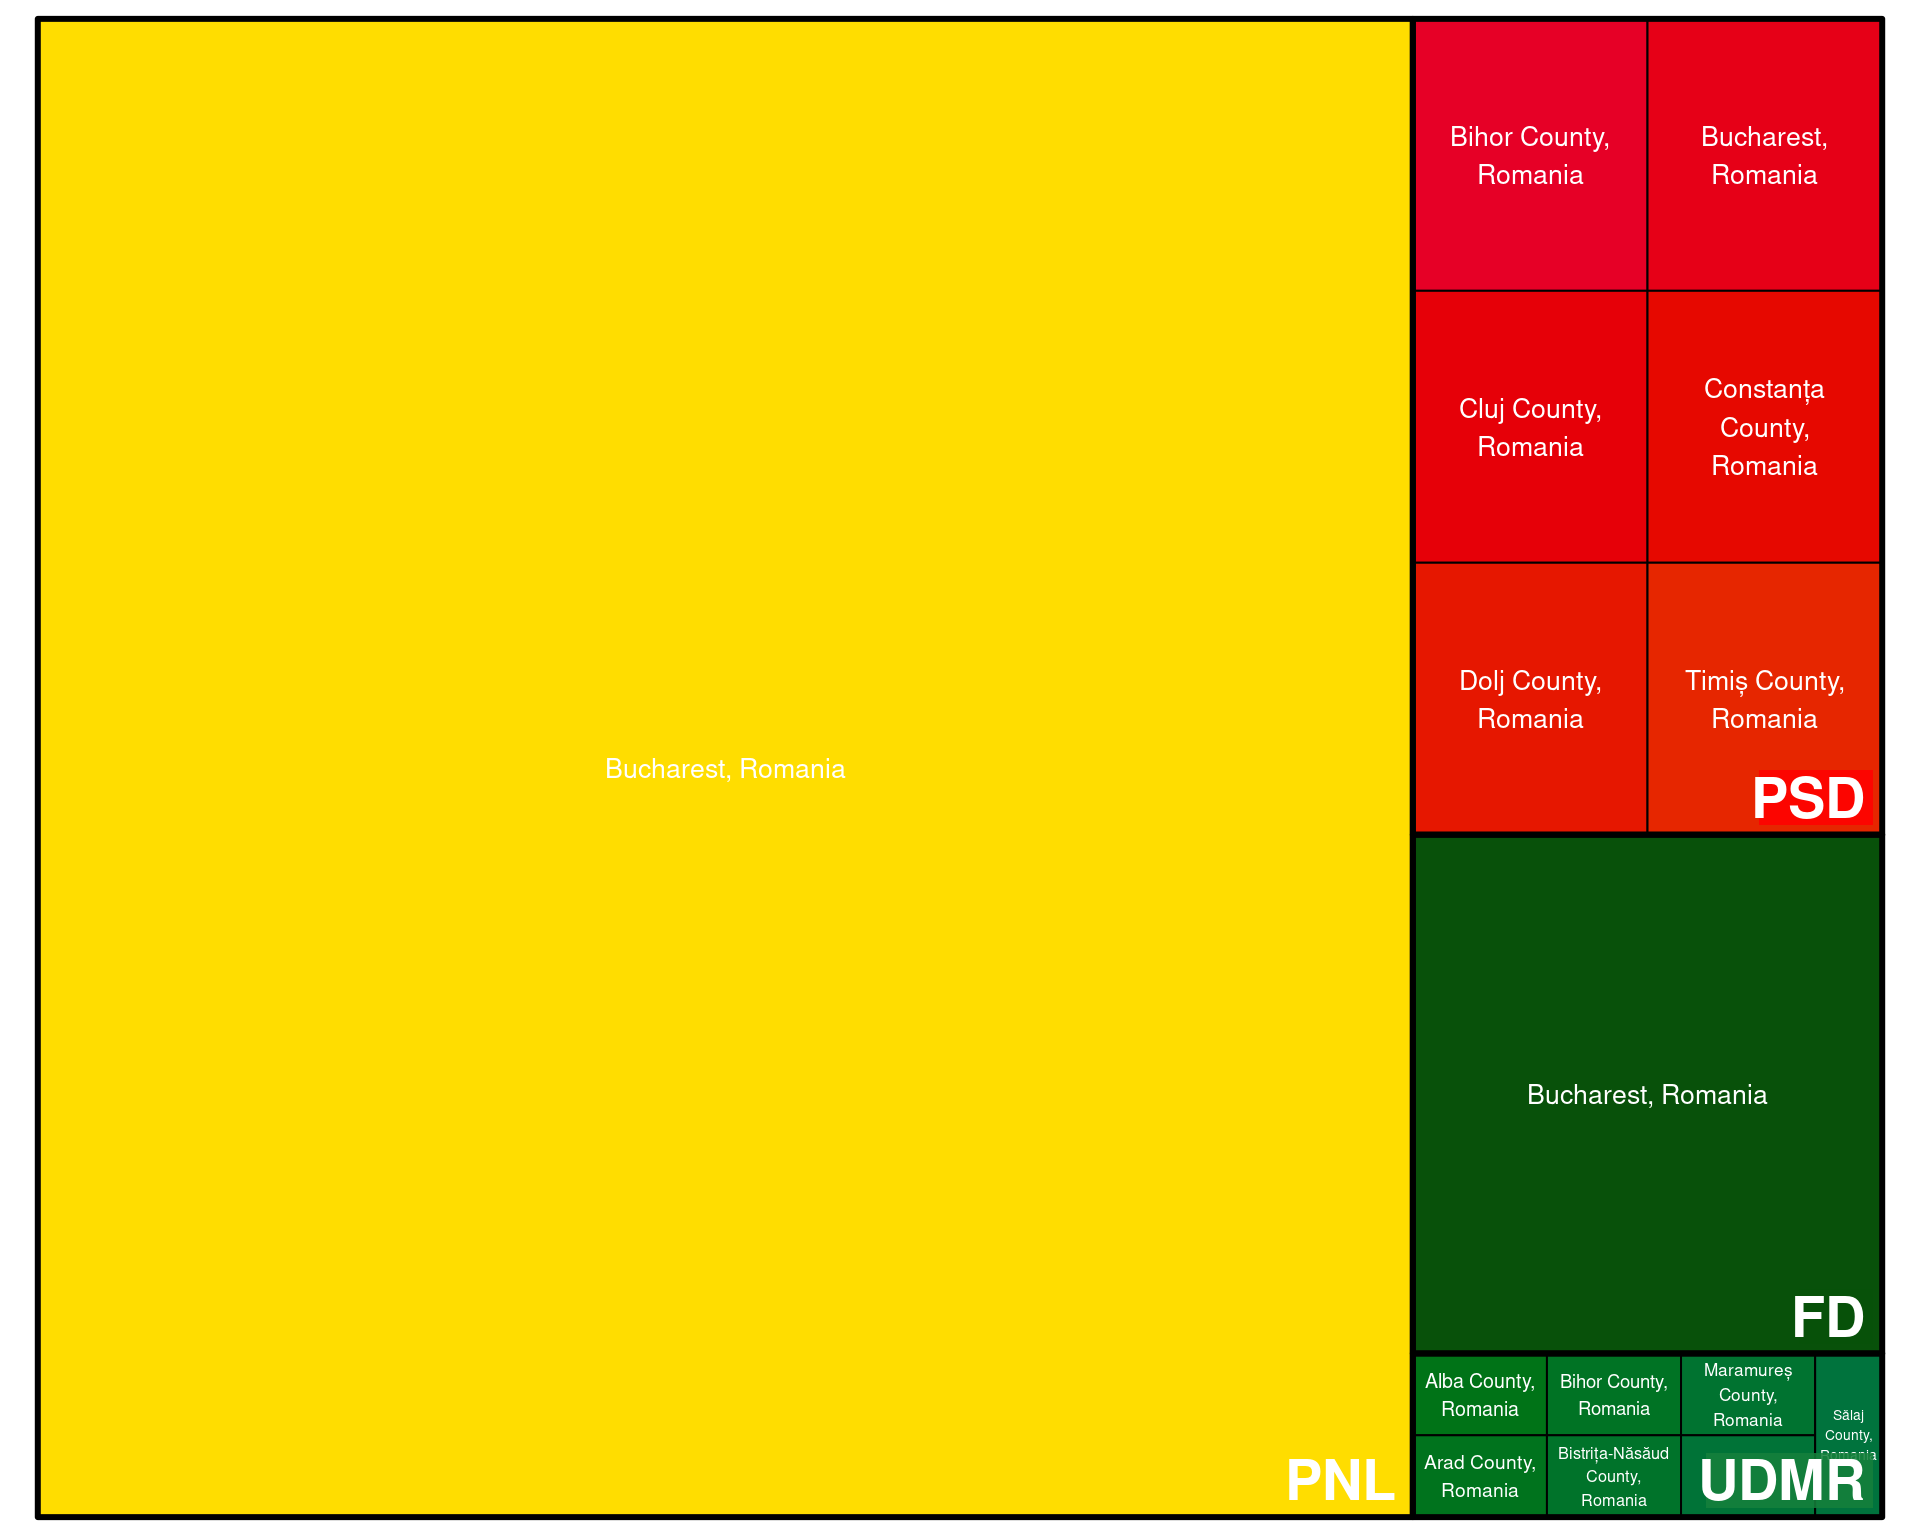 Bucharest, Romania
PNL
Bihor County,
Romania
Bucharest,
Romania
Cluj County,
Romania
Constanța
County,
Romania
Dolj County,
Romania
Timiș County,
Romania
PSD
Bucharest, Romania
FD
Alba County,
Romania
Bihor County,
Romania
Maramureș
County,
Romania
Sălaj
County,
Romania
Arad County,
Romania
Bistrița-Năsăud
County,
Romania
UDMR